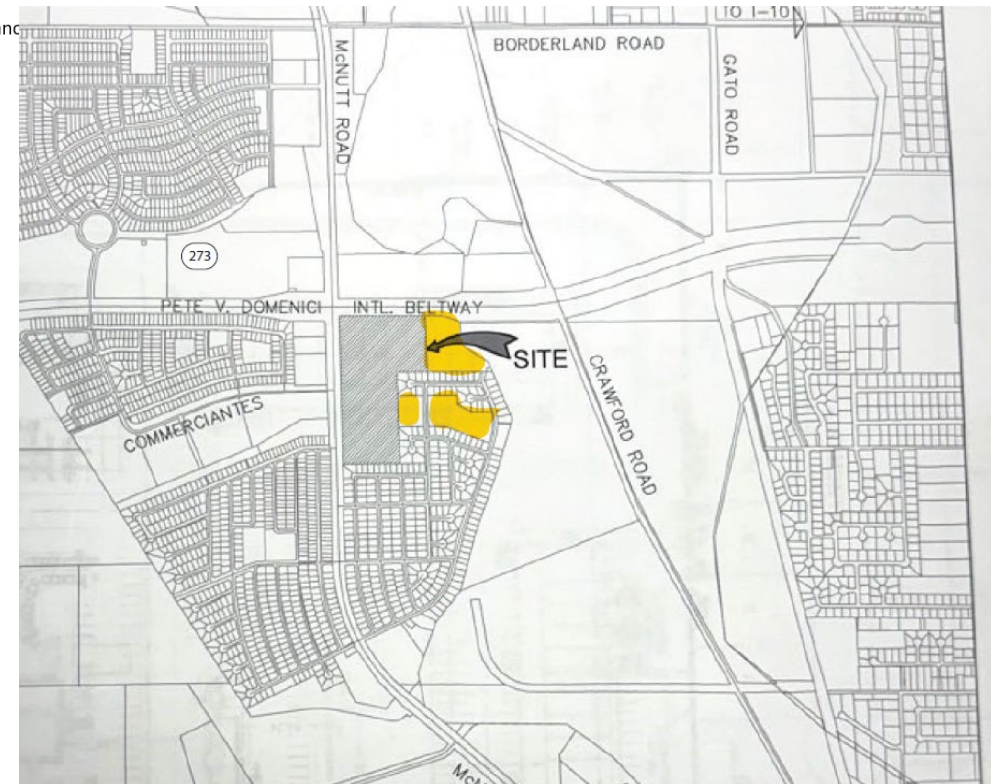 TO I-10
BORDERLAND ROAD
McNUTT ROAD
GATO ROAD
273
PETE V. DOMENICI INTL. BELTWAY
SITE
CRAWFORD ROAD
COMMERCIANTES